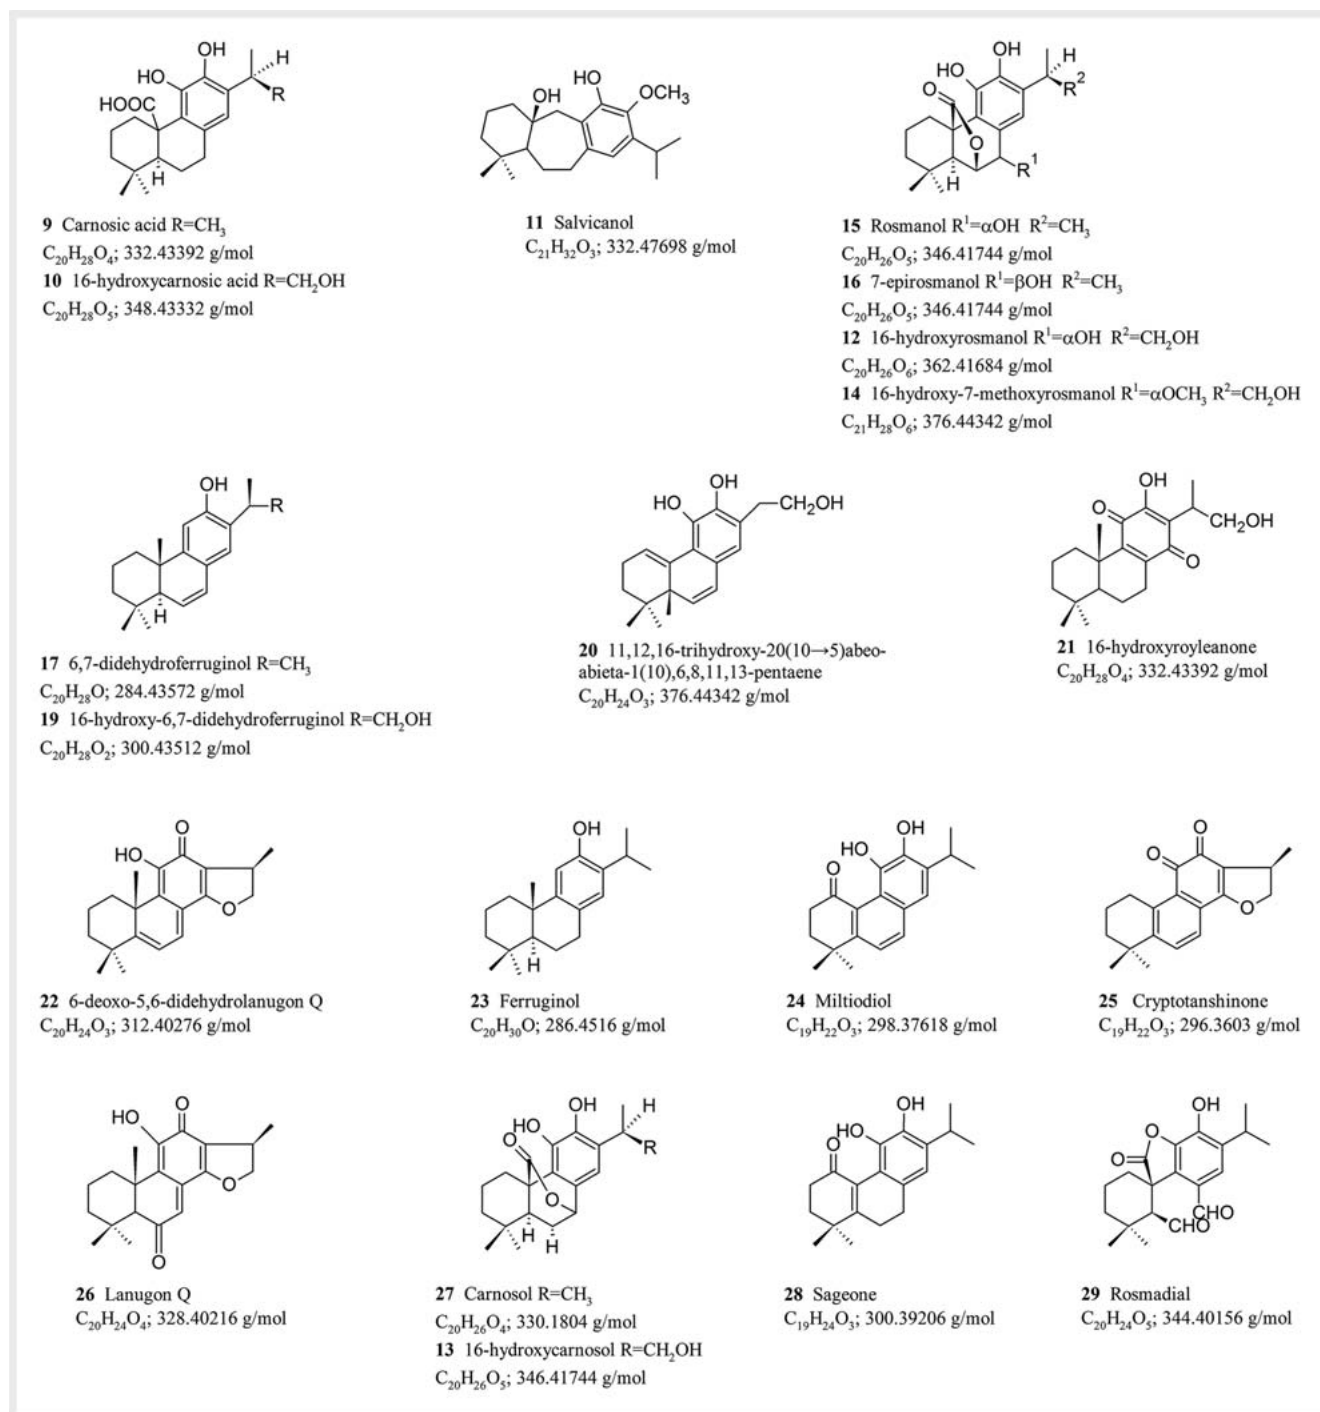 OH
HO
HOOC
H
R
H
9 Carnosic acid R=CH₃
C₂₀H₂₈O₄; 332.43392 g/mol
10 16-hydroxycarnosic acid R=CH₂OH
C₂₀H₂₈O₅; 348.43332 g/mol
HO
OH
OCH₃
11 Salvicanol
C₂₁H₃₂O₃; 332.47698 g/mol
OH
HO
H
R²
O
O
R¹
H
15 Rosmanol R¹=αOH R²=CH₃
C₂₀H₂₆O₅; 346.41744 g/mol
16 7-epirosmanol R¹=βOH R²=CH₃
C₂₀H₂₆O₅; 346.41744 g/mol
12 16-hydroxyrosmanol R¹=αOH R²=CH₂OH
C₂₀H₂₆O₆; 362.41684 g/mol
14 16-hydroxy-7-methoxyrosmanol R¹=αOCH₃ R²=CH₂OH
C₂₁H₂₈O₆; 376.44342 g/mol
OH
R
H
17 6,7-didehydroferruginol R=CH₃
C₂₀H₂₈O; 284.43572 g/mol
19 16-hydroxy-6,7-didehydroferruginol R=CH₂OH
C₂₀H₂₈O₂; 300.43512 g/mol
OH
HO
CH₂OH
20 11,12,16-trihydroxy-20(10→5)abeo-
abieta-1(10),6,8,11,13-pentaene
C₂₀H₂₄O₃; 376.44342 g/mol
OH
O
CH₂OH
O
21 16-hydroxyroyleanone
C₂₀H₂₈O₄; 332.43392 g/mol
O
HO
O
22 6-deoxo-5,6-didehydrolanugon Q
C₂₀H₂₄O₃; 312.40276 g/mol
OH
H
23 Ferruginol
C₂₀H₃₀O; 286.4516 g/mol
OH
HO
O
24 Miltiodiol
C₁₉H₂₂O₃; 298.37618 g/mol
O
O
O
25 Cryptotanshinone
C₁₉H₂₂O₃; 296.3603 g/mol
O
HO
O
O
26 Lanugon Q
C₂₀H₂₄O₄; 328.40216 g/mol
OH
H
HO
O
R
O
H
H
27 Carnosol R=CH₃
C₂₀H₂₆O₄; 330.1804 g/mol
13 16-hydroxycarnosol R=CH₂OH
C₂₀H₂₆O₅; 346.41744 g/mol
OH
HO
O
28 Sageone
C₁₉H₂₄O₃; 300.39206 g/mol
OH
O
O
CHO
CHO
29 Rosmadial
C₂₀H₂₄O₅; 344.40156 g/mol